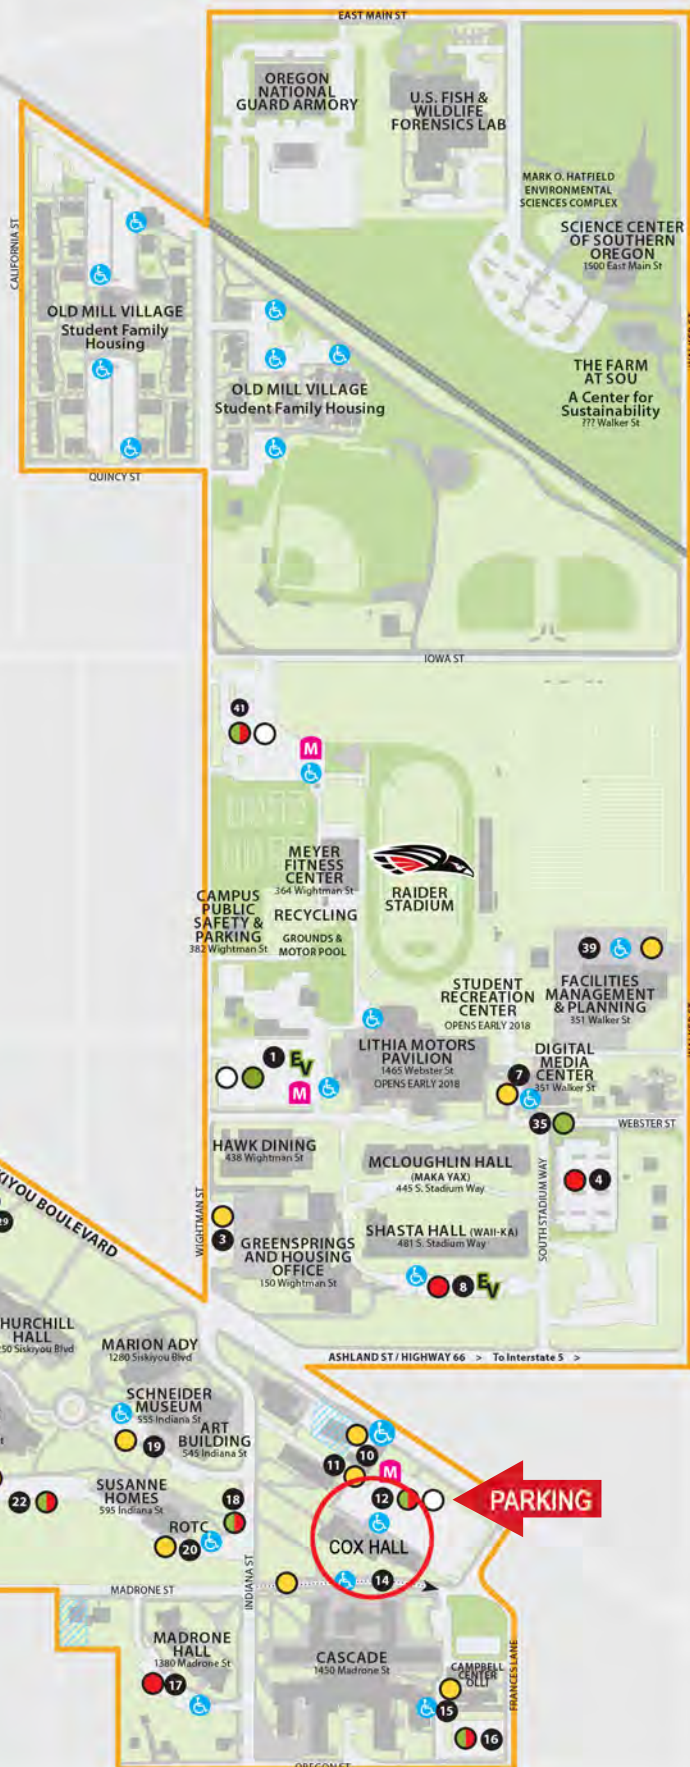 EAST MAIN ST
OREGON
NATIONAL
GUARD ARMORY
U.S. FISH &
WILDLIFE
FORENSICS LAB
MARK O. HATFIELD
ENVIRONMENTAL
SCIENCES COMPLEX
SCIENCE CENTER
OF SOUTHERN
OREGON
1500 East Main St
CALIFORNIA ST
OLD MILL VILLAGE
Student Family
Housing
OLD MILL VILLAGE
Student Family Housing
THE FARM
AT SOU
A Center for
Sustainability
??? Walker St
QUINCY ST
IOWA ST
41
M
MEYER
FITNESS
CENTER
364 Wightman St
RAIDER
STADIUM
CAMPUS
PUBLIC
SAFETY &
PARKING
382 Wightman St
RECYCLING
GROUNDS &
MOTOR POOL
39
STUDENT
RECREATION
CENTER
OPENS EARLY 2018
FACILITIES
MANAGEMENT
& PLANNING
351 Walker St
LITHIA MOTORS
PAVILION
1465 Webster St
OPENS EARLY 2018
1
EV
M
DIGITAL
MEDIA
CENTER
351 Walker St
7
35
WEBSTER ST
HAWK DINING
438 Wightman St
MCLOUGHLIN HALL
(MAKA YAX)
445 S. Stadium Way
4
SOUTH STADIUM WAY
WIGHTMAN ST
3
GREENSPRINGS
AND HOUSING
OFFICE
150 Wightman St
SHASTA HALL (WAII-KA)
481 S. Stadium Way
8
EV
KIYOU BOULEVARD
29
HURCHILL
HALL
50 Siskiyou Blvd
MARION ADY
1280 Siskiyou Blvd
ASHLAND ST / HIGHWAY 66 > To Interstate 5 >
SCHNEIDER
MUSEUM
555 Indiana St
ART
BUILDING
545 Indiana St
19
10
11
M
12
PARKING
22
SUSANNE
HOMES
595 Indiana St
18
ROTC
20
COX HALL
14
INDIANA ST
MADRONE ST
MADRONE
HALL
1380 Madrone St
17
CASCADE
1450 Madrone St
CAMPBELL
CENTER
OLLI
15
16
FRANCES LANE
OREGON ST